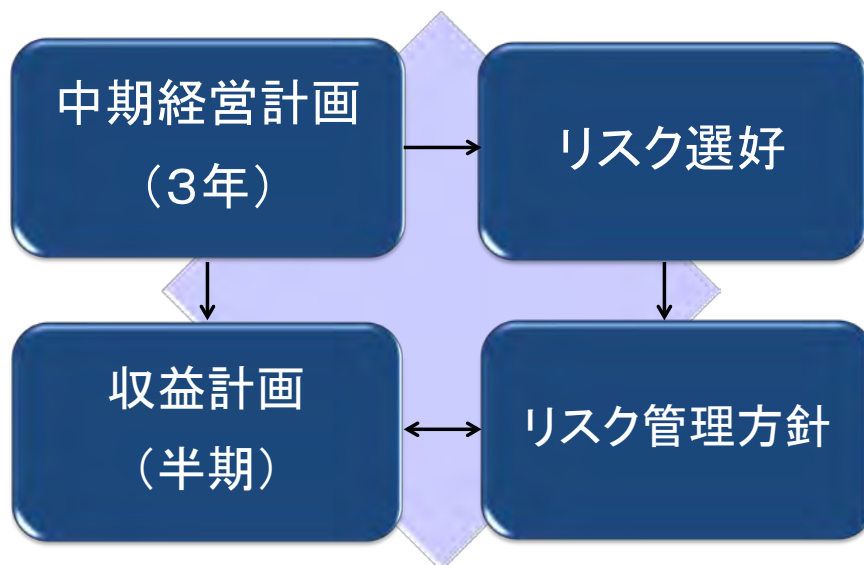 中期経営計画
（３年）
リスク選好
収益計画
（半期）
リスク管理方針